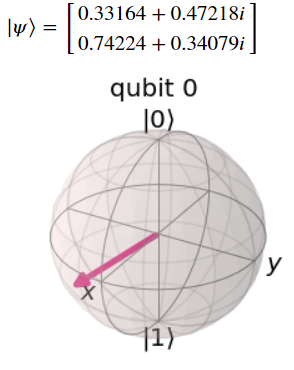 |ψ⟩ = [0.33164 + 0.47218i
0.74224 + 0.34079i]
qubit 0
|0⟩
y
x
|1⟩